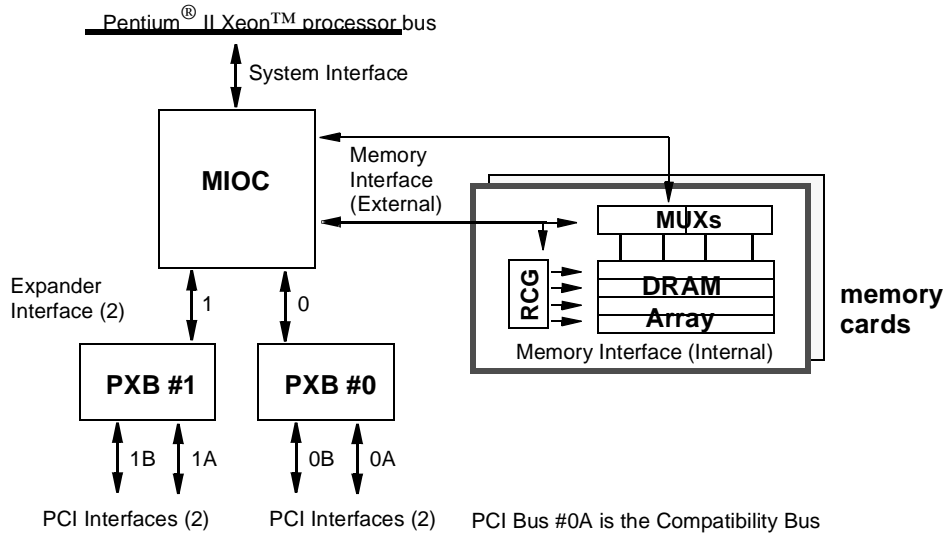 Pentium® II Xeon™ processor bus
System Interface
MIOC
Memory
Interface
(External)
MUXs
RCG
DRAM
Array
Memory Interface (Internal)
memory
cards
Expander
Interface (2)
1
0
PXB #1
PXB #0
1B
1A
0B
0A
PCI Interfaces (2)
PCI Interfaces (2)
PCI Bus #0A is the Compatibility Bus